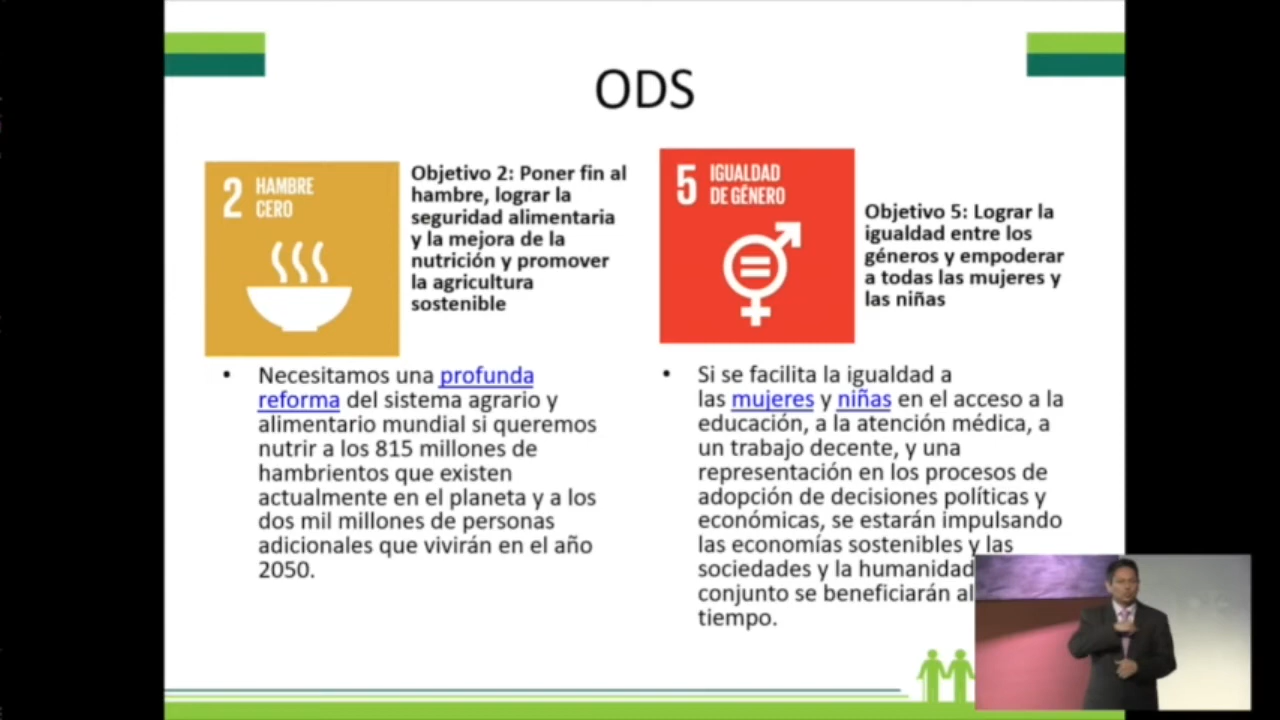 ODS
2 HAMBRE
CERO
Objetivo 2: Poner fin al
hambre, lograr la
seguridad alimentaria
y la mejora de la
nutrición y promover
la agricultura
sostenible
• Necesitamos una profunda
reforma del sistema agrario y
alimentario mundial si queremos
nutrir a los 815 millones de
hambrientos que existen
actualmente en el planeta y a los
dos mil millones de personas
adicionales que vivirán en el año
2050.
5 IGUALDAD
DE GÉNERO
Objetivo 5: Lograr la
igualdad entre los
géneros y empoderar
a todas las mujeres y
las niñas
• Si se facilita la igualdad a
las mujeres y niñas en el acceso a la
educación, a la atención médica, a
un trabajo decente, y una
representación en los procesos de
adopción de decisiones políticas y
económicas, se estarán impulsando
las economías sostenibles y las
sociedades y la humanidad
conjunto se beneficiarán al
tiempo.